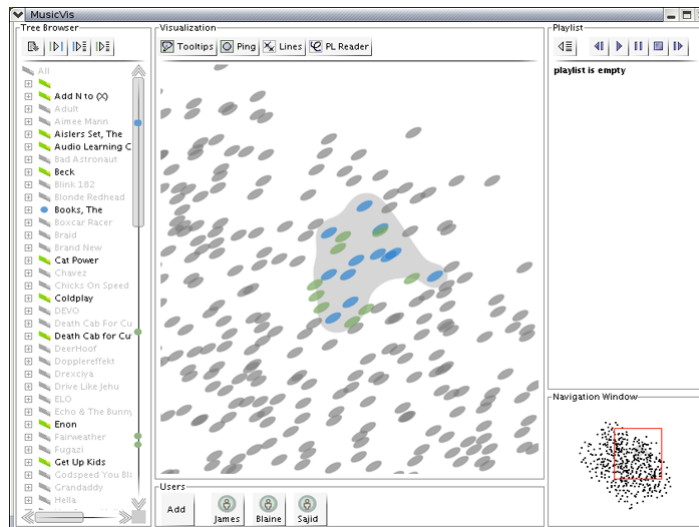 MusicVis
Tree Browser
All
Add N to (X)
Adult
Aimee Mann
Aislers Set, The
Audio Learning C
Bad Astronaut
Beck
Blink 182
Blonde Redhead
Books, The
Boxcar Racer
Braid
Brand New
Cat Power
Chavez
Chicks On Speed
Coldplay
DEVO
Death Cab for Cu
Death Cab for Cu
DeerHoof
Dopplereffekt
Drexciya
Drive Like Jehu
ELO
Echo & The Bunny
Enon
Fairweather
Fugazi
Get Up Kids
Godspeed You Bl
Grandaddy
Hella
Visualization
Tooltips Ping Lines PL Reader
Users
Add James Blaine Sajid
Playlist
playlist is empty
Navigation Window